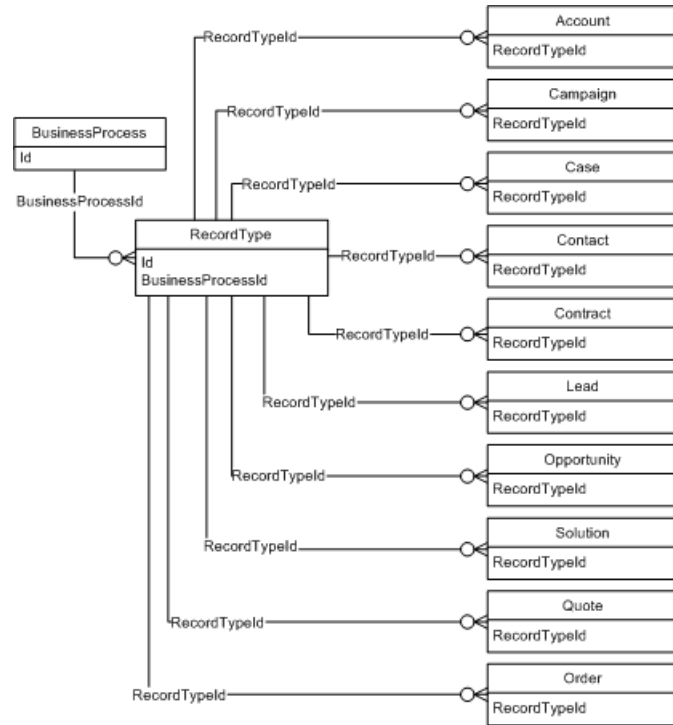 Account
RecordTypeId
RecordTypeId
Campaign
RecordTypeId
RecordTypeId
BusinessProcess
Id
Case
RecordTypeId
RecordTypeId
BusinessProcessId
RecordType
Id
BusinessProcessId
Contact
RecordTypeId
RecordTypeId
Contract
RecordTypeId
RecordTypeId
Lead
RecordTypeId
RecordTypeId
Opportunity
RecordTypeId
RecordTypeId
Solution
RecordTypeId
RecordTypeId
Quote
RecordTypeId
RecordTypeId
Order
RecordTypeId
RecordTypeId